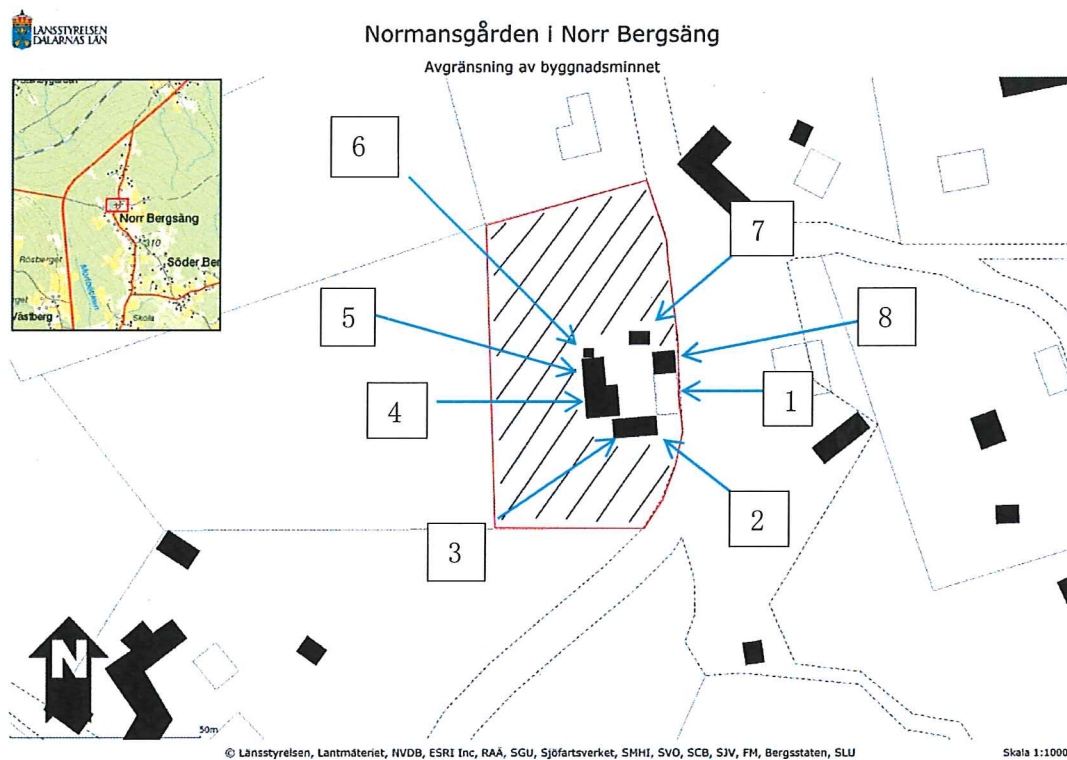 LÄNSSTYRELSEN
DALARNAS LÄN
Normansgården i Norr Bergsäng
Avgränsning av byggnadsminnet
Norr Bergsäng
310
Söder Ber
Rösberget
Västberg
Skola
6
7
5
8
4
1
3
2
N
50m
© Länsstyrelsen, Lantmäteriet, NVDB, ESRI Inc, RAÄ, SGU, Sjöfartsverket, SMHI, SVO, SCB, SJV, FM, Bergsstaten, SLU
Skala 1:1000